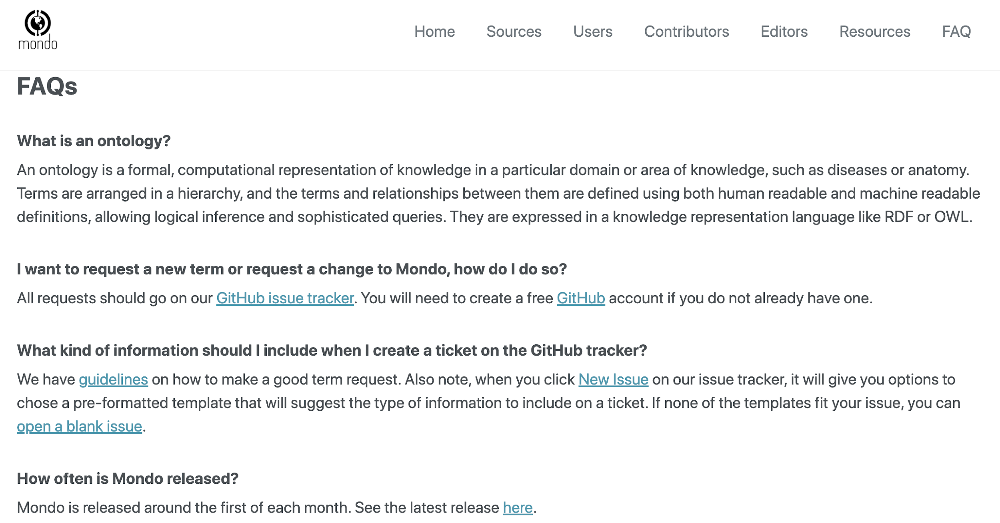 mondo
Home Sources Users Contributors Editors Resources FAQ
FAQs
What is an ontology?
An ontology is a formal, computational representation of knowledge in a particular domain or area of knowledge, such as diseases or anatomy.
Terms are arranged in a hierarchy, and the terms and relationships between them are defined using both human readable and machine readable
definitions, allowing logical inference and sophisticated queries. They are expressed in a knowledge representation language like RDF or OWL.
I want to request a new term or request a change to Mondo, how do I do so?
All requests should go on our GitHub issue tracker. You will need to create a free GitHub account if you do not already have one.
What kind of information should I include when I create a ticket on the GitHub tracker?
We have guidelines on how to make a good term request. Also note, when you click New Issue on our issue tracker, it will give you options to
chose a pre-formatted template that will suggest the type of information to include on a ticket. If none of the templates fit your issue, you can
open a blank issue.
How often is Mondo released?
Mondo is released around the first of each month. See the latest release here.